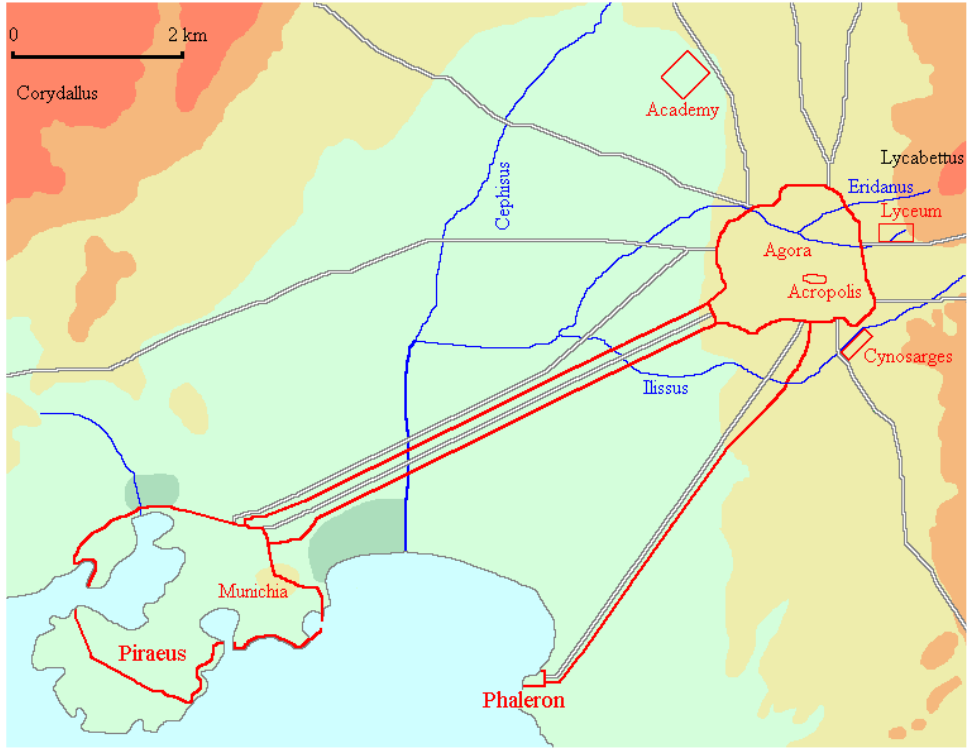 0 2 km
Corydallus
Academy
Lycabettus
Cephisus
Eridanus
Lyceum
Agora
Acropolis
Cynosarges
Ilissus
Munichia
Piraeus
Phaleron